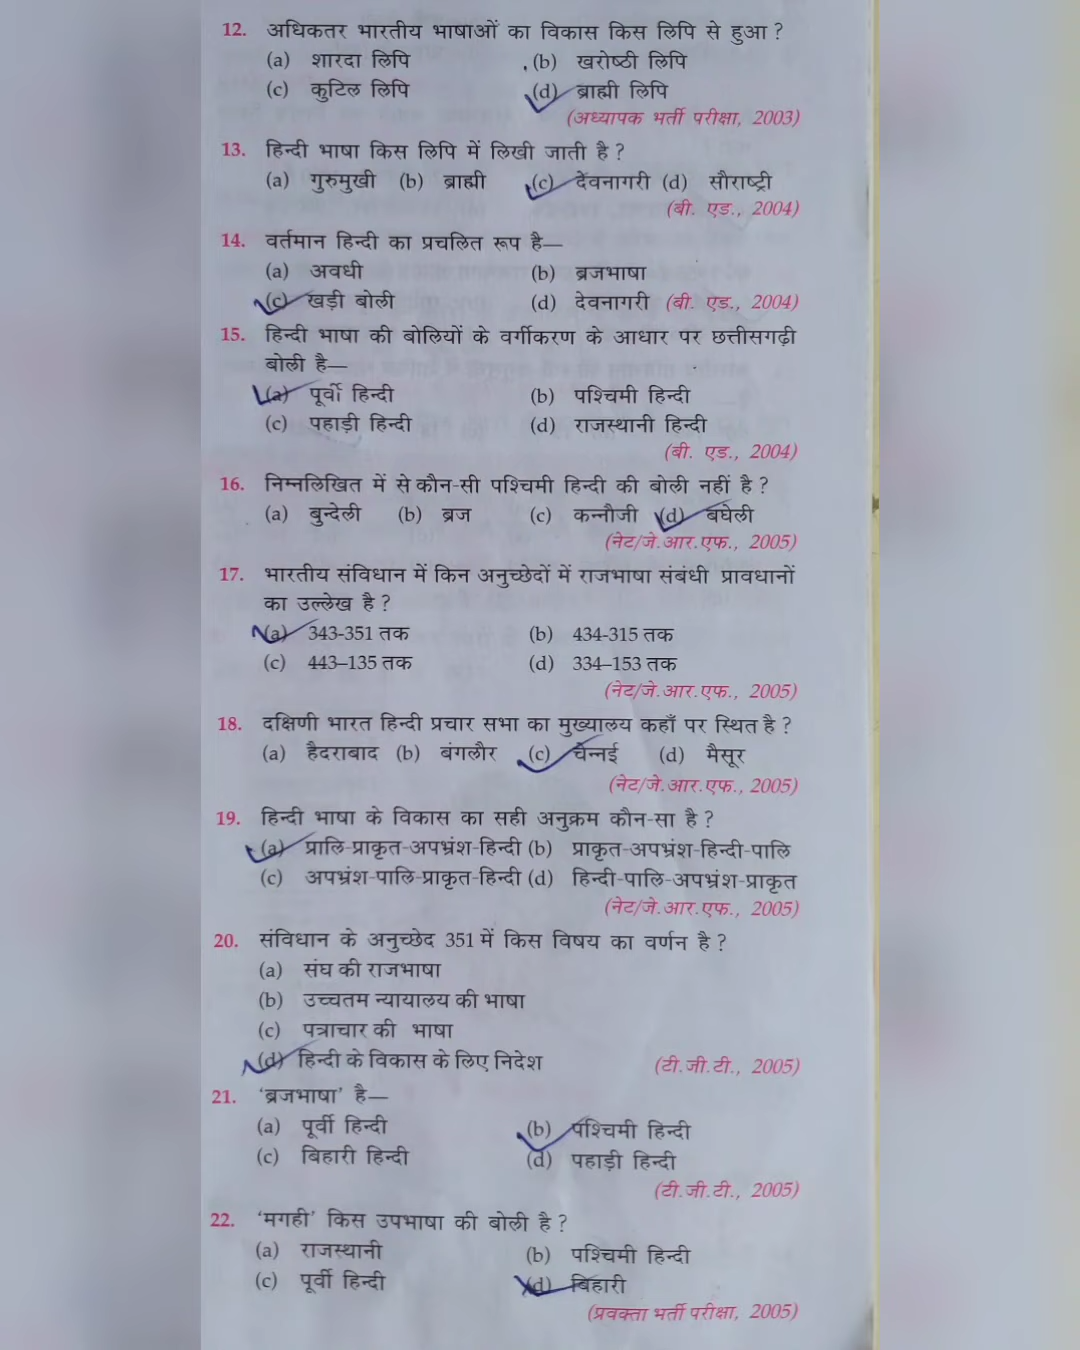 12. अधिकतर भारतीय भाषाओं का विकास किस लिपि से हुआ ?
(a) शारदा लिपि (b) खरोष्ठी लिपि
(c) कुटिल लिपि (d) ब्राह्मी लिपि
(अध्यापक भर्ती परीक्षा, 2003)
13. हिन्दी भाषा किस लिपि में लिखी जाती है ?
(a) गुरुमुखी (b) ब्राह्मी (c) देवनागरी (d) सौराष्ट्री
(बी. एड., 2004)
14. वर्तमान हिन्दी का प्रचलित रूप है—
(a) अवधी (b) ब्रजभाषा
(c) खड़ी बोली (d) देवनागरी (बी. एड., 2004)
15. हिन्दी भाषा की बोलियों के वर्गीकरण के आधार पर छत्तीसगढ़ी
बोली है—
(a) पूर्वी हिन्दी (b) पश्चिमी हिन्दी
(c) पहाड़ी हिन्दी (d) राजस्थानी हिन्दी
(बी. एड., 2004)
16. निम्नलिखित में से कौन-सी पश्चिमी हिन्दी की बोली नहीं है ?
(a) बुन्देली (b) ब्रज (c) कन्नौजी (d) बघेली
(नेट/जे.आर.एफ., 2005)
17. भारतीय संविधान में किन अनुच्छेदों में राजभाषा संबंधी प्रावधानों
का उल्लेख है ?
(a) 343-351 तक (b) 434-315 तक
(c) 443–135 तक (d) 334–153 तक
(नेट/जे.आर.एफ., 2005)
18. दक्षिणी भारत हिन्दी प्रचार सभा का मुख्यालय कहाँ पर स्थित है ?
(a) हैदराबाद (b) बंगलौर (c) चेन्नई (d) मैसूर
(नेट/जे.आर.एफ., 2005)
19. हिन्दी भाषा के विकास का सही अनुक्रम कौन-सा है ?
(a) प्रालि-प्राकृत-अपभ्रंश-हिन्दी (b) प्राकृत-अपभ्रंश-हिन्दी-पालि
(c) अपभ्रंश-पालि-प्राकृत-हिन्दी (d) हिन्दी-पालि-अपभ्रंश-प्राकृत
(नेट/जे.आर.एफ., 2005)
20. संविधान के अनुच्छेद 351 में किस विषय का वर्णन है ?
(a) संघ की राजभाषा
(b) उच्चतम न्यायालय की भाषा
(c) पत्राचार की भाषा
(d) हिन्दी के विकास के लिए निदेश (टी.जी.टी., 2005)
21. ‘ब्रजभाषा’ है—
(a) पूर्वी हिन्दी (b) पश्चिमी हिन्दी
(c) बिहारी हिन्दी (d) पहाड़ी हिन्दी
(टी.जी.टी., 2005)
22. ‘मगही’ किस उपभाषा की बोली है ?
(a) राजस्थानी (b) पश्चिमी हिन्दी
(c) पूर्वी हिन्दी (d) बिहारी
(प्रवक्ता भर्ती परीक्षा, 2005)